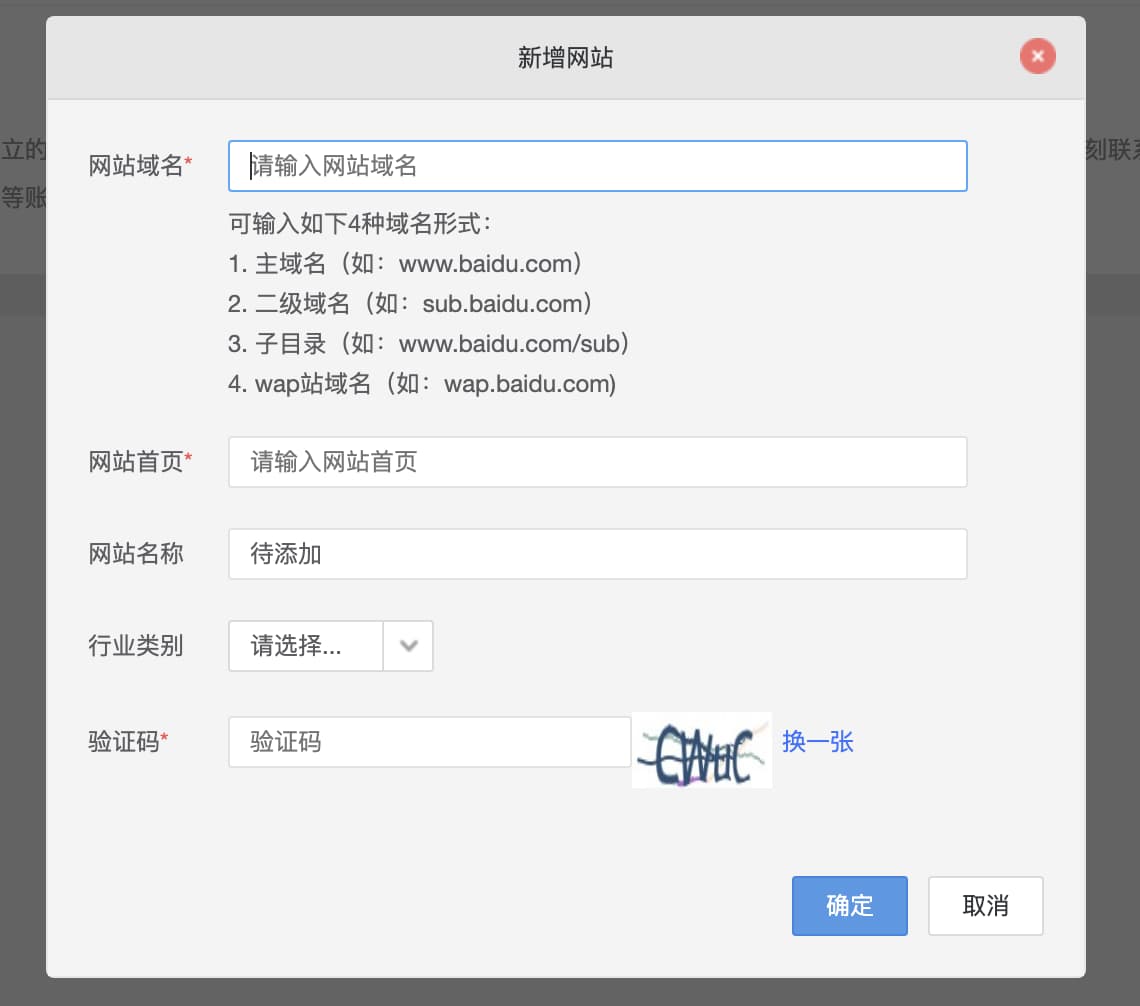 新增网站
立的
刻联系
等账
网站域名*
请输入网站域名
可输入如下4种域名形式：
1. 主域名（如：www.baidu.com）
2. 二级域名（如：sub.baidu.com）
3. 子目录（如：www.baidu.com/sub）
4. wap站域名（如：wap.baidu.com)
网站首页*
请输入网站首页
网站名称
待添加
行业类别
请选择...
验证码*
验证码
换一张
确定
取消